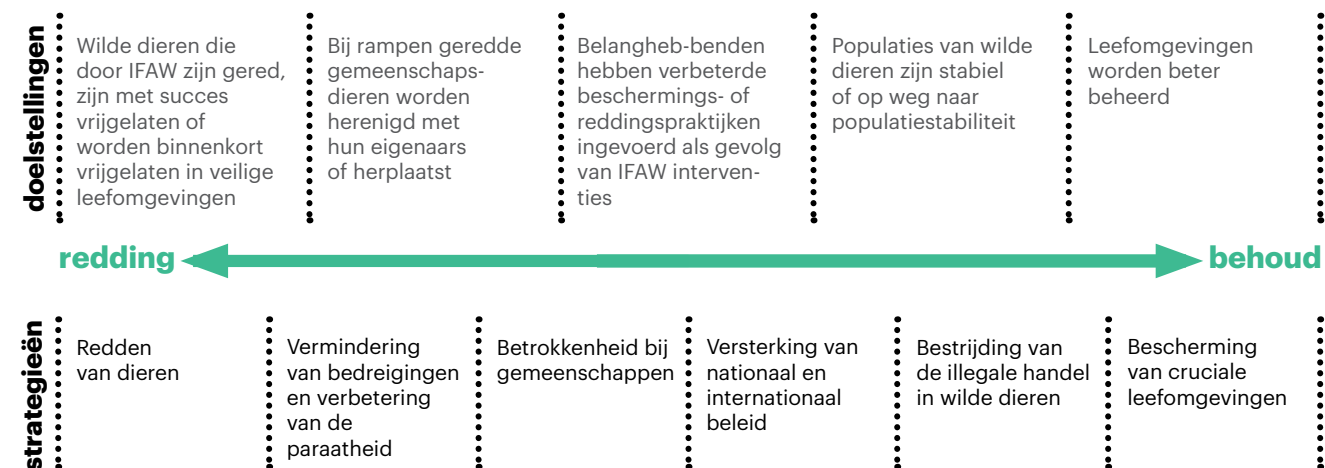 doelstellingen
Wilde dieren die
door IFAW zijn gered,
zijn met succes
vrijgelaten of
worden binnenkort
vrijgelaten in veilige
leefomgevingen
Bij rampen geredde
gemeenschaps-
dieren worden
herenigd met
hun eigenaars
of herplaatst
Belangheb-benden
hebben verbeterde
beschermings- of
reddingspraktijken
ingevoerd als gevolg
van IFAW interven-
ties
Populaties van wilde
dieren zijn stabiel
of op weg naar
populatiestabiliteit
Leefomgevingen
worden beter
beheerd
redding
behoud
strategieën
Redden
van dieren
Vermindering
van bedreigingen
en verbetering
van de
paraatheid
Betrokkenheid bij
gemeenschappen
Versterking van
nationaal en
internationaal
beleid
Bestrijding van
de illegale handel
in wilde dieren
Bescherming
van cruciale
leefomgevingen